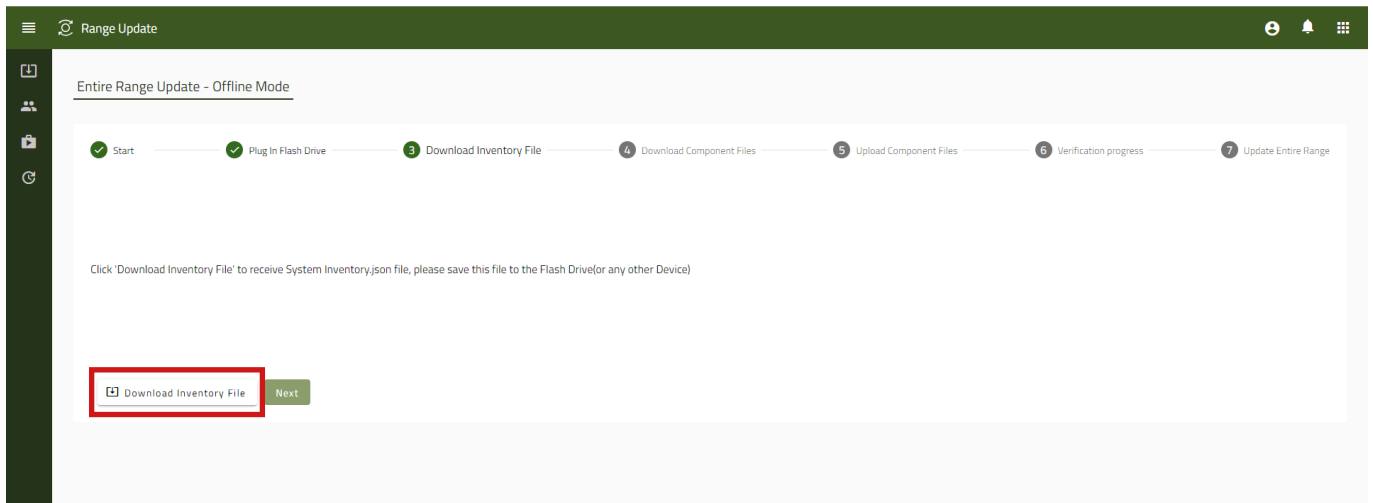 Range Update
Entire Range Update - Offline Mode
Start
Plug In Flash Drive
3 Download Inventory File
4 Download Component Files
5 Upload Component Files
6 Verification progress
7 Update Entire Range
Click 'Download Inventory File' to receive System Inventory.json file, please save this file to the Flash Drive(or any other Device)
Download Inventory File
Next